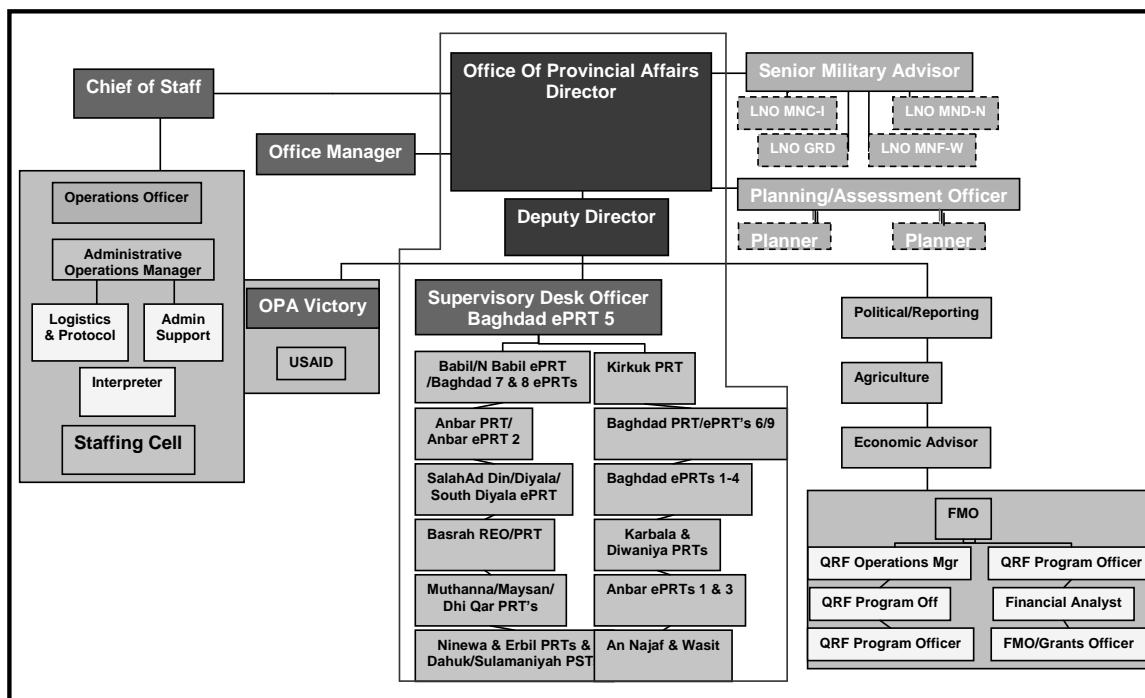 Office Of Provincial Affairs
Director
Chief of Staff
Office Manager
Senior Military Advisor
LNO MNC-I
LNO MND-N
LNO GRD
LNO MNF-W
Planning/Assessment Officer
Planner
Planner
Deputy Director
Operations Officer
Administrative
Operations Manager
Logistics
& Protocol
Admin
Support
Interpreter
Staffing Cell
OPA Victory
USAID
Supervisory Desk Officer
Baghdad ePRT 5
Babil/N Babil ePRT
/Baghdad 7 & 8 ePRTs
Anbar PRT/
Anbar ePRT 2
SalahAd Din/Diyala/
South Diyala ePRT
Basrah REO/PRT
Muthanna/Maysan/
Dhi Qar PRT's
Ninewa & Erbil PRTs &
Dahuk/Sulamaniyah PST
Kirkuk PRT
Baghdad PRT/ePRT's 6/9
Baghdad ePRTs 1-4
Karbala &
Diwaniya PRTs
Anbar ePRTs 1 & 3
An Najaf & Wasit
Political/Reporting
Agriculture
Economic Advisor
FMO
QRF Operations Mgr
QRF Program Off
QRF Program Officer
QRF Program Officer
Financial Analyst
FMO/Grants Officer